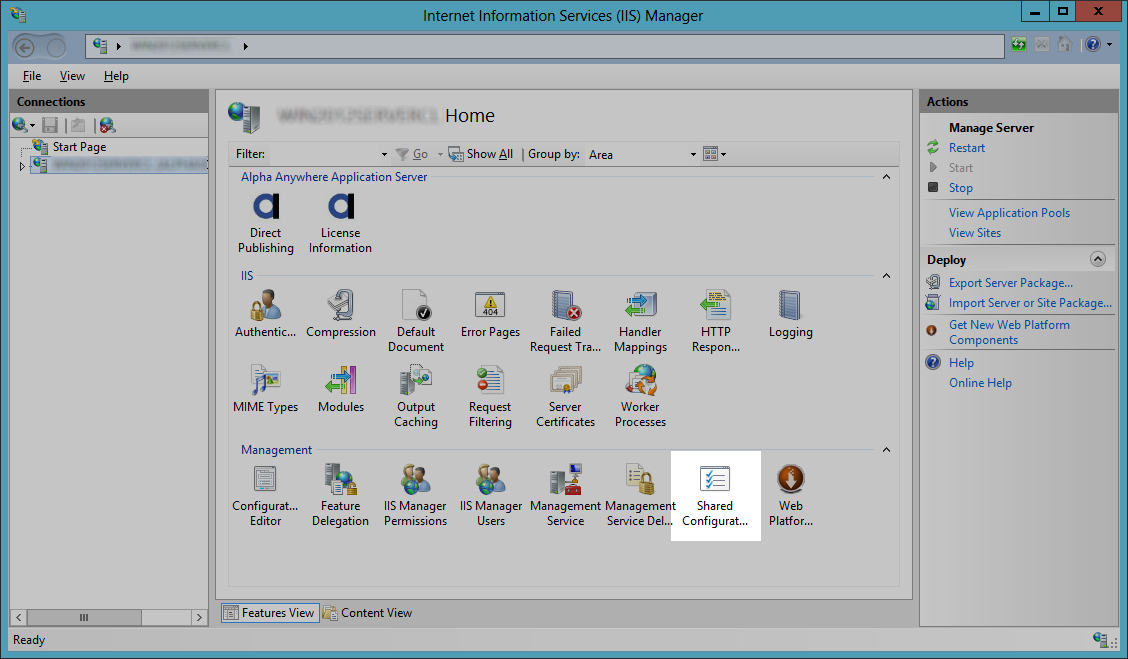 Internet Information Services (IIS) Manager
File View Help
Connections
Start Page
Home
Filter: Go Show All Group by: Area
Alpha Anywhere Application Server
Direct Publishing
License Information
IIS
Authentic...
Compression
Default Document
404
Error Pages
Failed Request Tra...
Handler Mappings
HTTP Respon...
Logging
MIME Types
Modules
Output Caching
Request Filtering
Server Certificates
Worker Processes
Management
Configurat... Editor
Feature Delegation
IIS Manager Permissions
IIS Manager Users
Management Service
Management Service Del...
Shared Configurat...
Web Platfor...
Features View Content View
Actions
Manage Server
Restart
Start
Stop
View Application Pools
View Sites
Deploy
Export Server Package...
Import Server or Site Package...
Get New Web Platform
Components
Help
Online Help
Ready